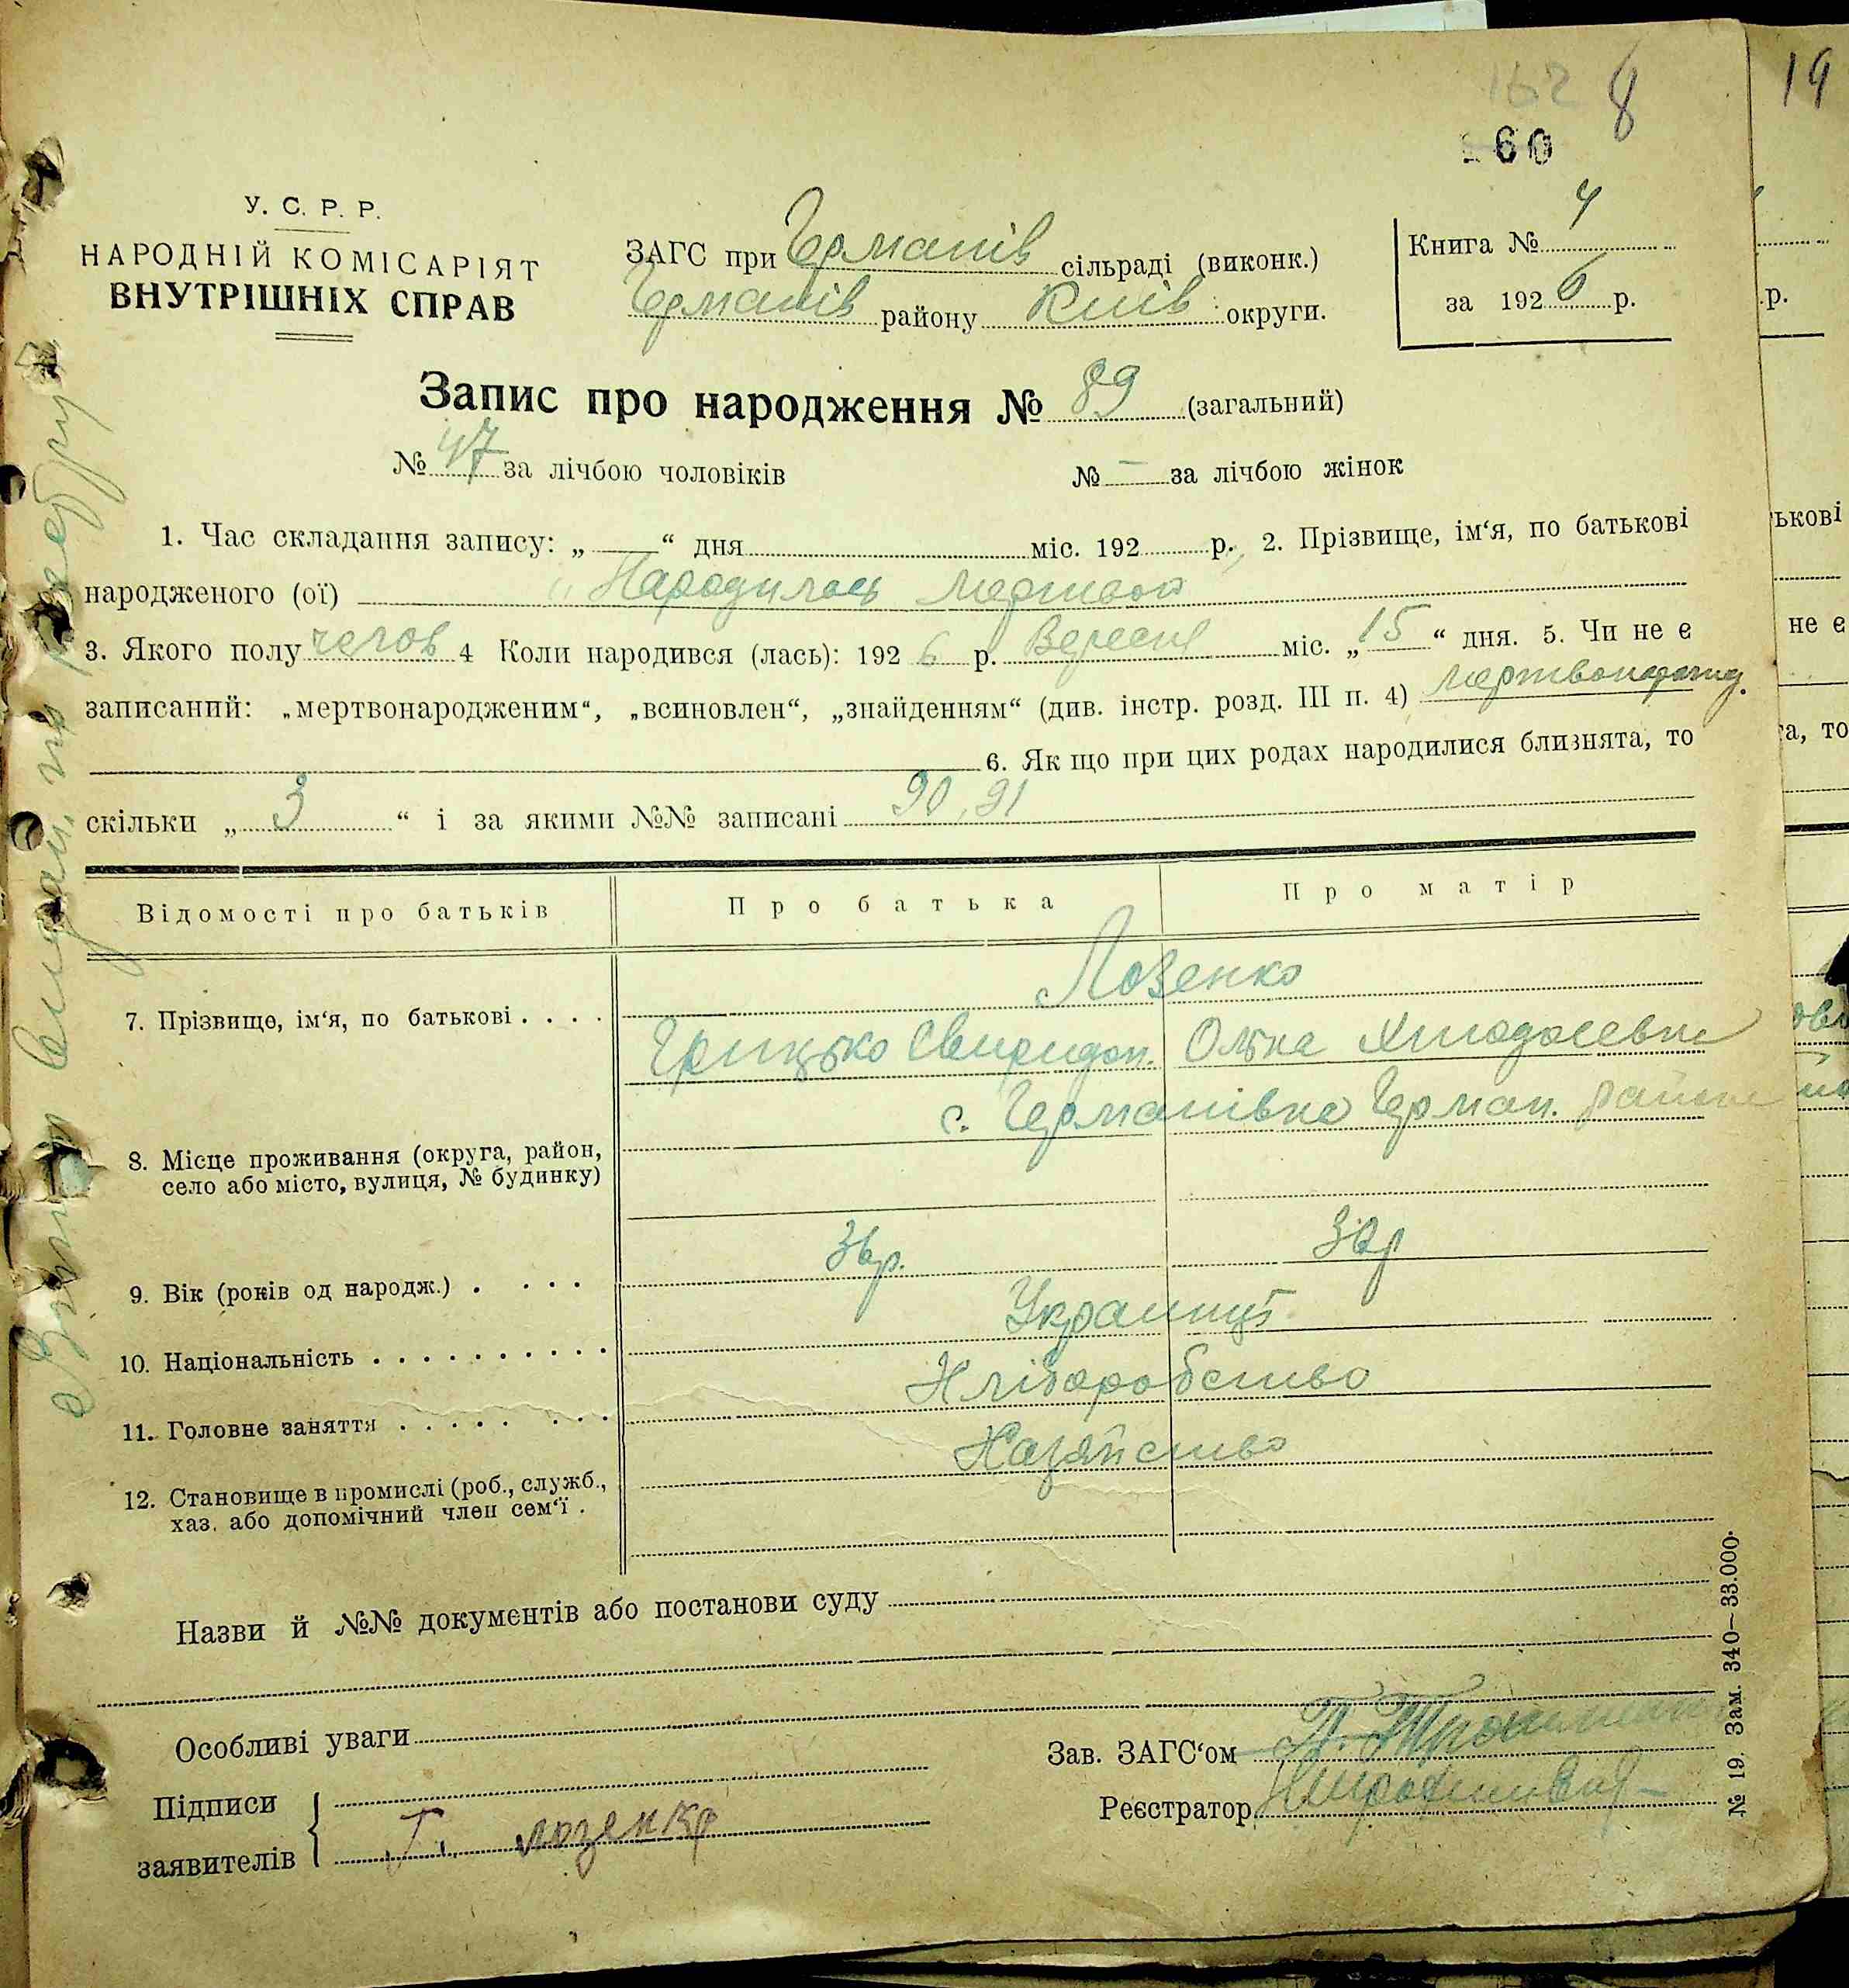 162 8 19
60
У. С. Р. Р.
НАРОДНІЙ КОМІСАРІЯТ
ВНУТРІШНІХ СПРАВ
ЗАГС при Германів сільраді (виконк.)
Германів району Київ округи.
Книга № 4
за 1926 р.
Запис про народження № 89 (загальний)
№ 47 за лічбою чоловіків № — за лічбою жінок
1. Час складання запису: „ — “ дня міс. 192 р. 2. Прізвище, ім‘я, по батькові
народженого (ої) Народилось мертвою
3. Якого полу челов 4 Коли народився (лась): 1926 р. Вересня міс. „15“ дня. 5. Чи не є
записаний: „мертвонародженим“, „всиновлен“, „знайденням“ (див. інстр. розд. III п. 4)
6. Як що при цих родах народилися близнята, то
скільки „ 3 “ і за якими №№ записані 90, 91
Відомості про батьків Про батька Про матір
Лозенко
7. Прізвище, ім‘я, по батькові . . . .
Грицько Свиридон. Ольга
с. Германівка Герман. району
8. Місце проживання (округа, район,
село або місто, вулиця, № будинку)
36р.
9. Вік (років од народж.) . . . .
Українці
10. Національність . . . . . . . . . .
Хліборобство
11. Головне заняття . . . . . . . .
Хазяйство
12. Становище в промислі (роб., служб.,
хаз. або допомічний член сем‘ї .
Назви й №№ документів або постанови суду
Особливі уваги
Зав. ЗАГС‘ом
Підписи
заявителів
Г. лозенко
Реєстратор
№ 19. Зам. 340—33.000.
ькові
не є
та, то
.р.